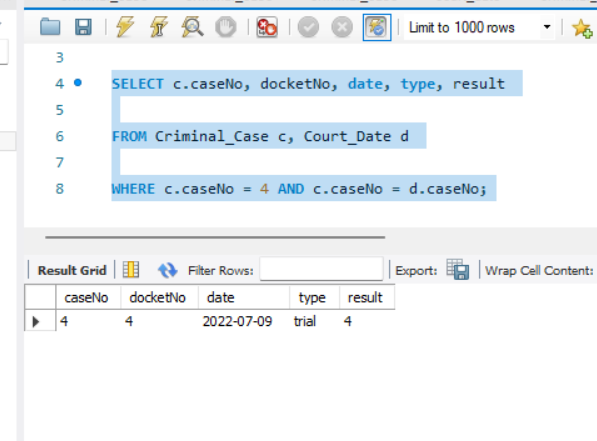 Limit to 1000 rows
3
4 SELECT c.caseNo, docketNo, date, type, result
5
6 FROM Criminal_Case c, Court_Date d
7
8 WHERE c.caseNo = 4 AND c.caseNo = d.caseNo;
Result Grid Filter Rows: Export: Wrap Cell Content:
caseNo docketNo date type result
4 4 2022-07-09 trial 4